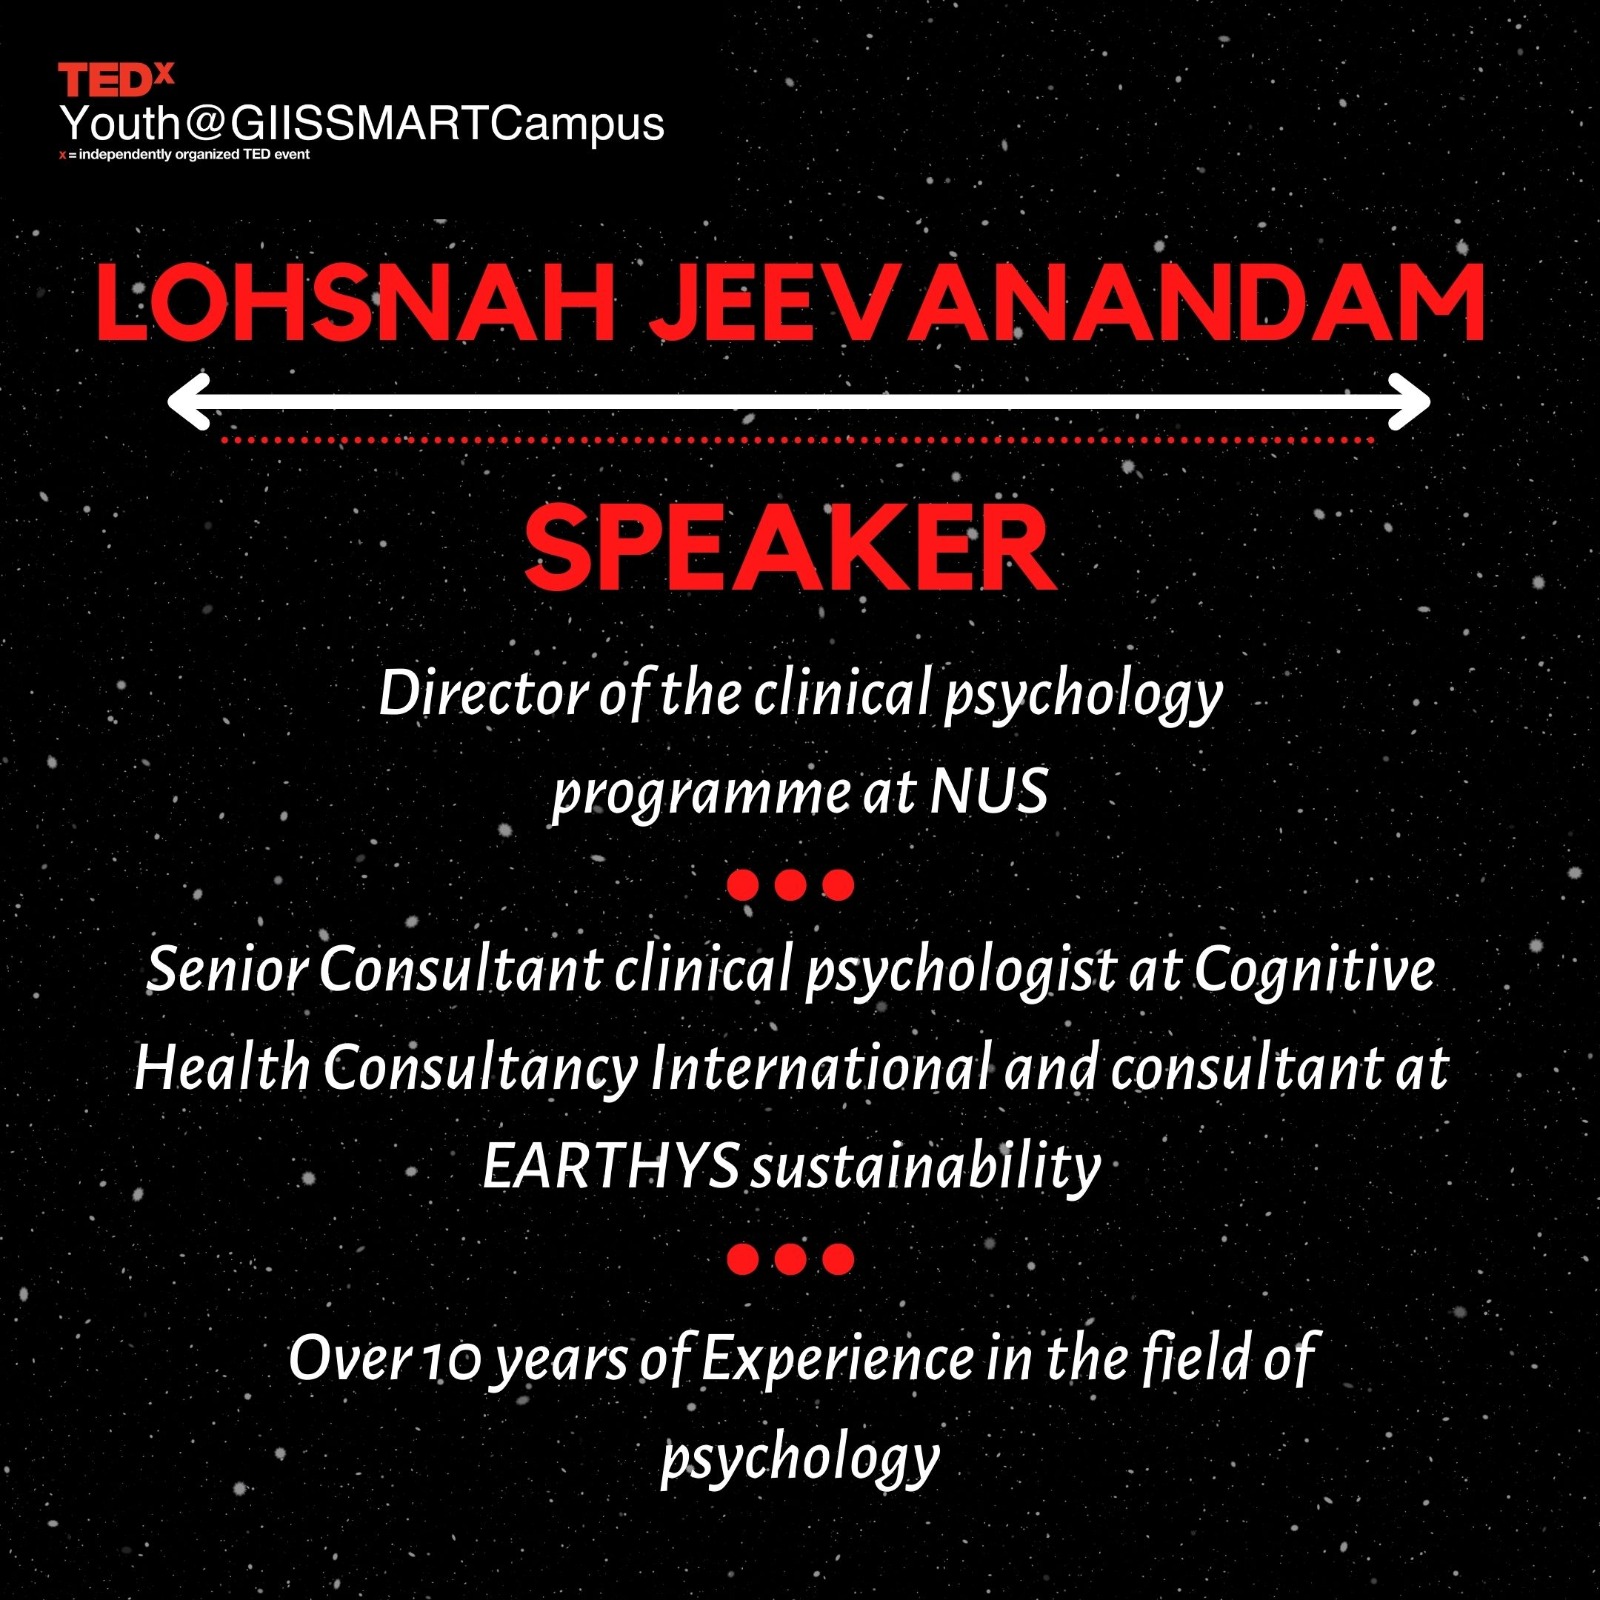 TEDx
Youth@GIISSMARTCampus
x = independently organized TED event
LOHSNAH JEEVANANDAM
SPEAKER
Director of the clinical psychology
programme at NUS
Senior Consultant clinical psychologist at Cognitive
Health Consultancy International and consultant at
EARTHYS sustainability
Over 10 years of Experience in the field of
psychology